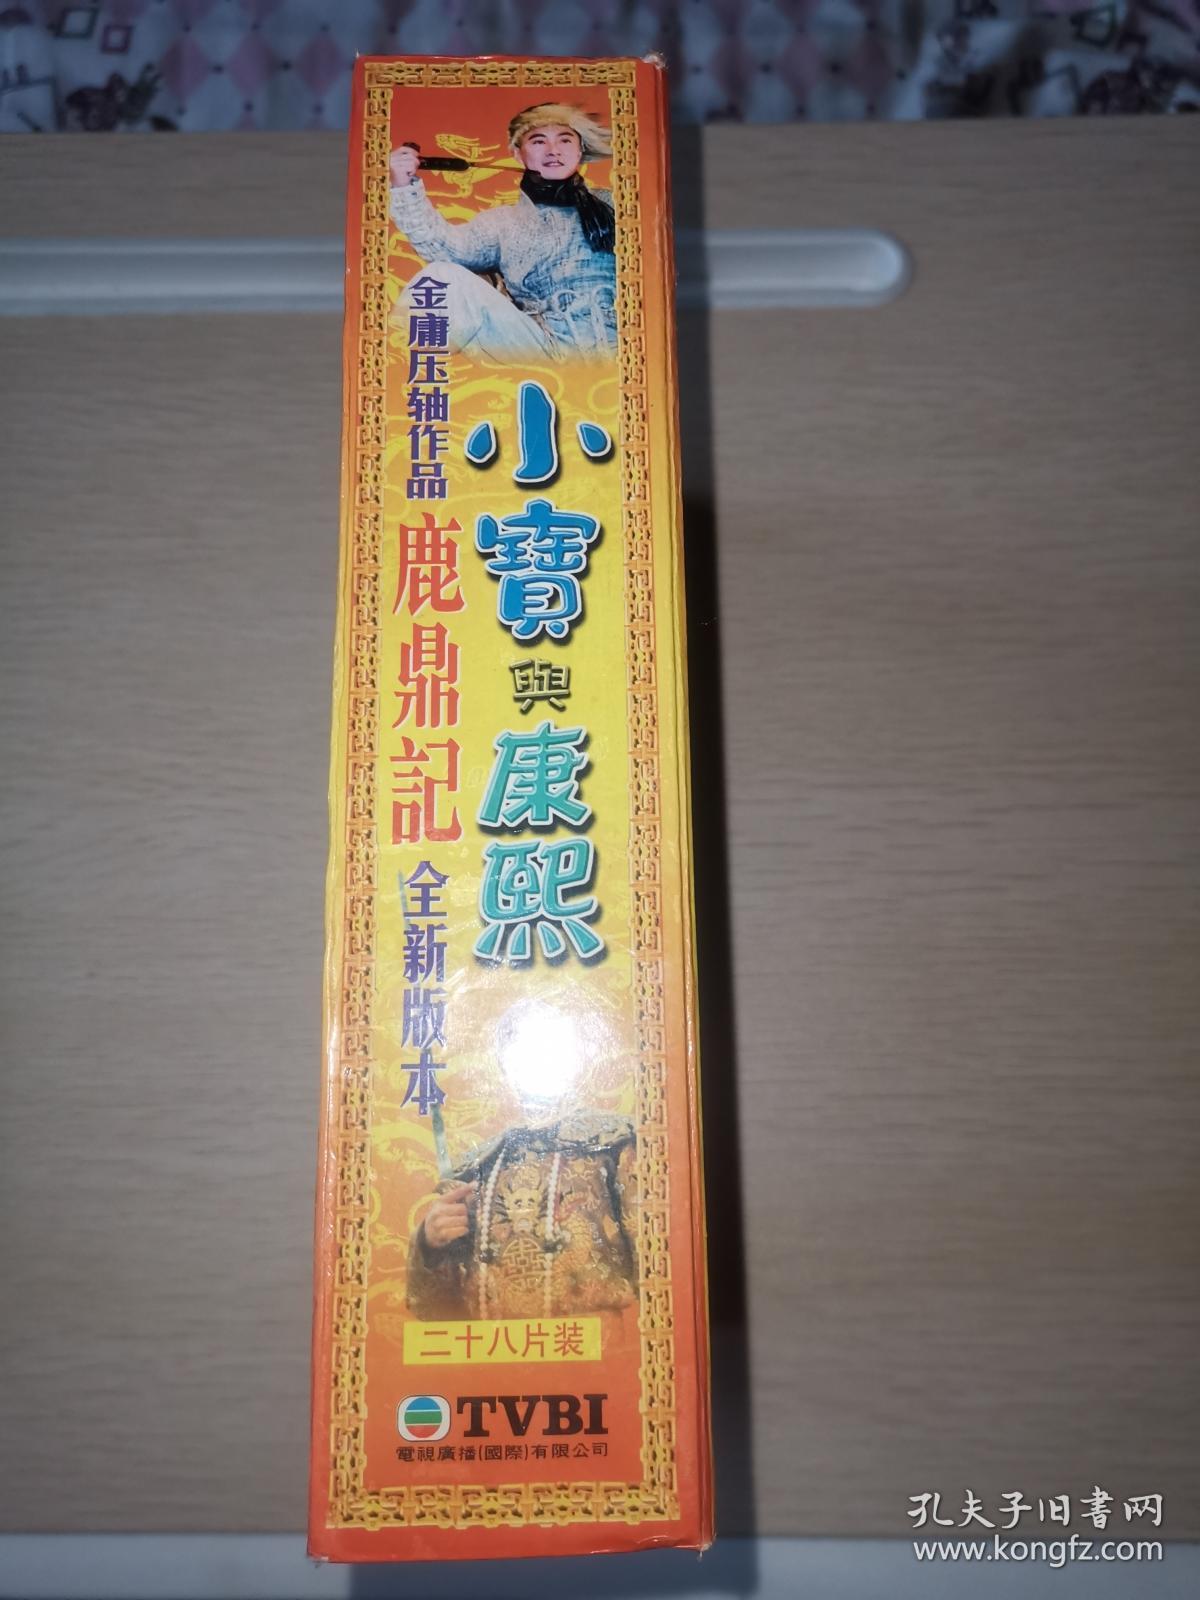 小寶與康熙
金庸压轴作品 鹿鼎記 全新版本
二十八片装
TVBI
電視廣播(國際)有限公司
孔夫子旧书网
www.kongfz.com